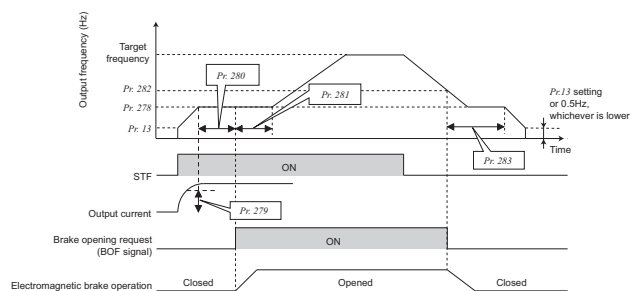 Output frequency (Hz)
Target
frequency
Pr. 282
Pr. 278
Pr. 13
Pr. 280
Pr. 281
Pr.13 setting
or 0.5Hz,
whichever is lower
Time
Pr. 283
STF
ON
Output current
Pr. 279
Brake opening request
(BOF signal)
ON
Electromagnetic brake operation
Closed
Opened
Closed